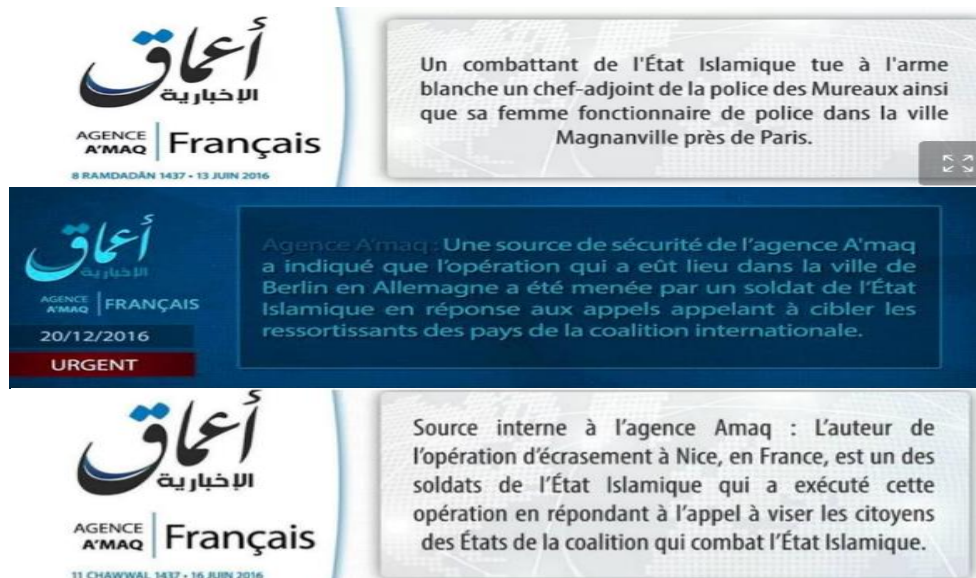 أعماق
الإخبارية
AGENCE A'MAQ Français
8 RAMDADÂN 1437 - 13 JUIN 2016
Un combattant de l'État Islamique tue à l'arme
blanche un chef-adjoint de la police des Mureaux ainsi
que sa femme fonctionnaire de police dans la ville
Magnanville près de Paris.
أعماق
الإخبارية
AGENCE A'MAQ FRANÇAIS
20/12/2016
URGENT
Agence A'maq : Une source de sécurité de l'agence A'maq
a indiqué que l'opération qui a eût lieu dans la ville de
Berlin en Allemagne a été menée par un soldat de l'État
Islamique en réponse aux appels appelant à cibler les
ressortissants des pays de la coalition internationale.
أعماق
الإخبارية
AGENCE A'MAQ Français
11 CHAWWAL 1437 - 16 JUIN 2016
Source interne à l'agence Amaq : L'auteur de
l'opération d'écrasement à Nice, en France, est un des
soldats de l'État Islamique qui a exécuté cette
opération en répondant à l'appel à viser les citoyens
des États de la coalition qui combat l'État Islamique.